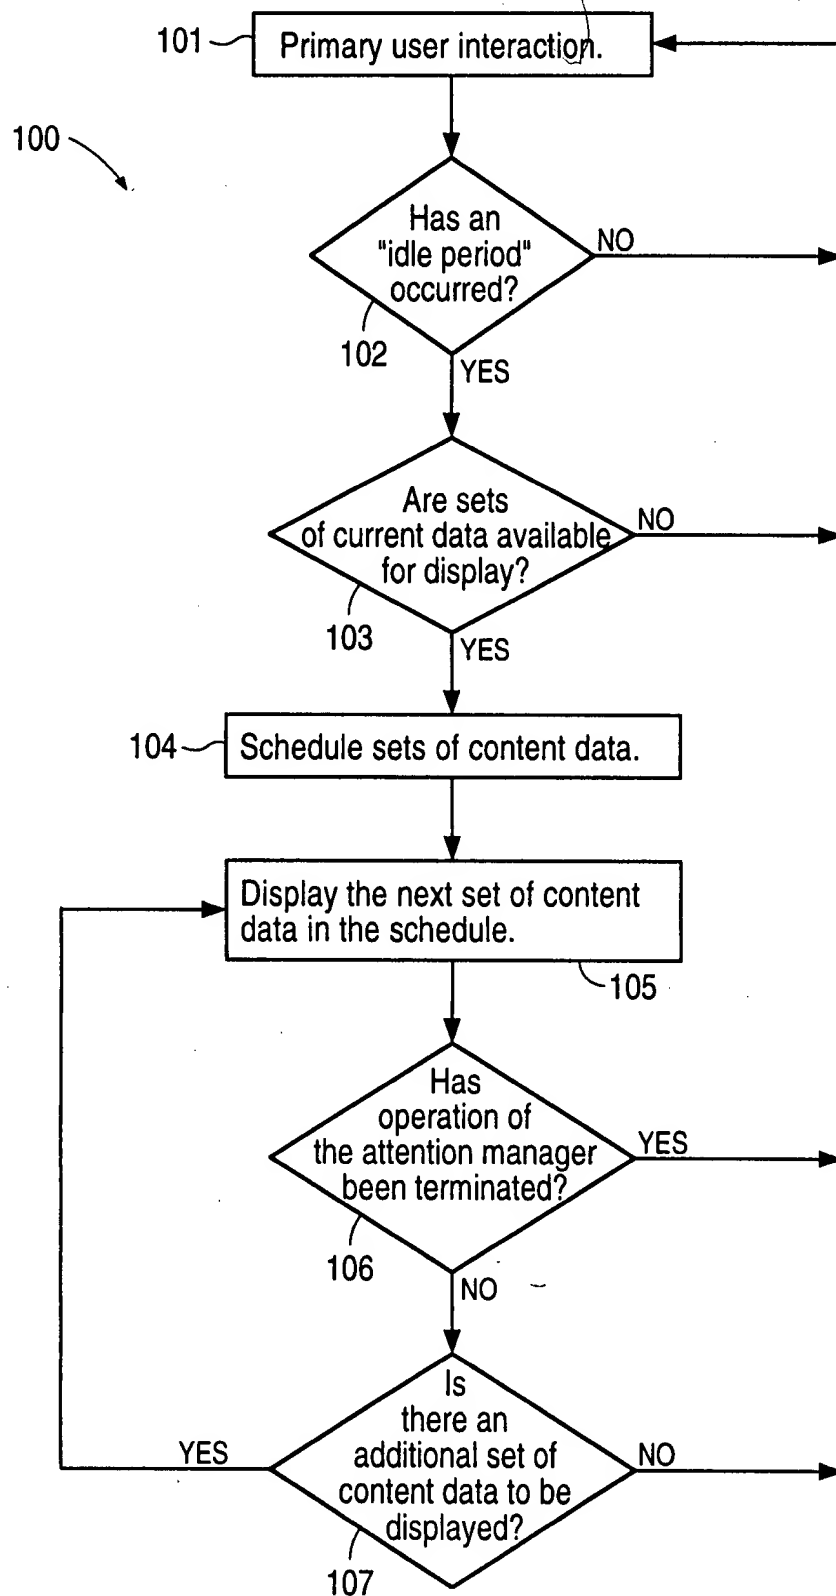 101
Primary user interaction.
100
Has an
"idle period"
occurred?
NO
102
YES
Are sets
of current data available
for display?
NO
103
YES
104
Schedule sets of content data.
Display the next set of content
data in the schedule.
105
Has
operation of
the attention manager
been terminated?
YES
106
NO
Is
there an
additional set of
content data to be
displayed?
YES
NO
107